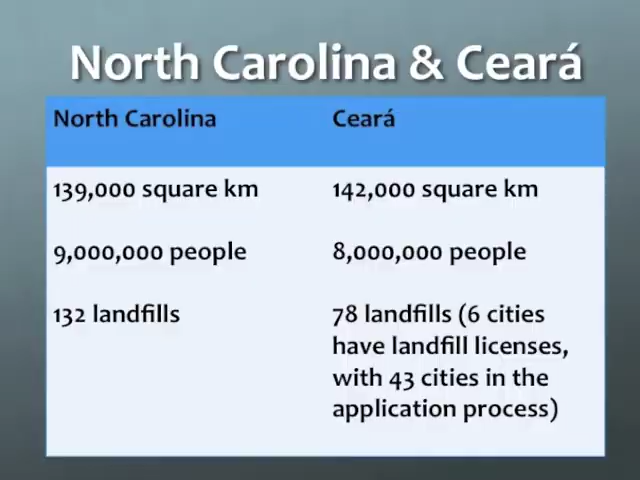 North Carolina & Ceará
North Carolina
Ceará
139,000 square km
142,000 square km
9,000,000 people
8,000,000 people
132 landfills
78 landfills (6 cities
have landfill licenses,
with 43 cities in the
application process)